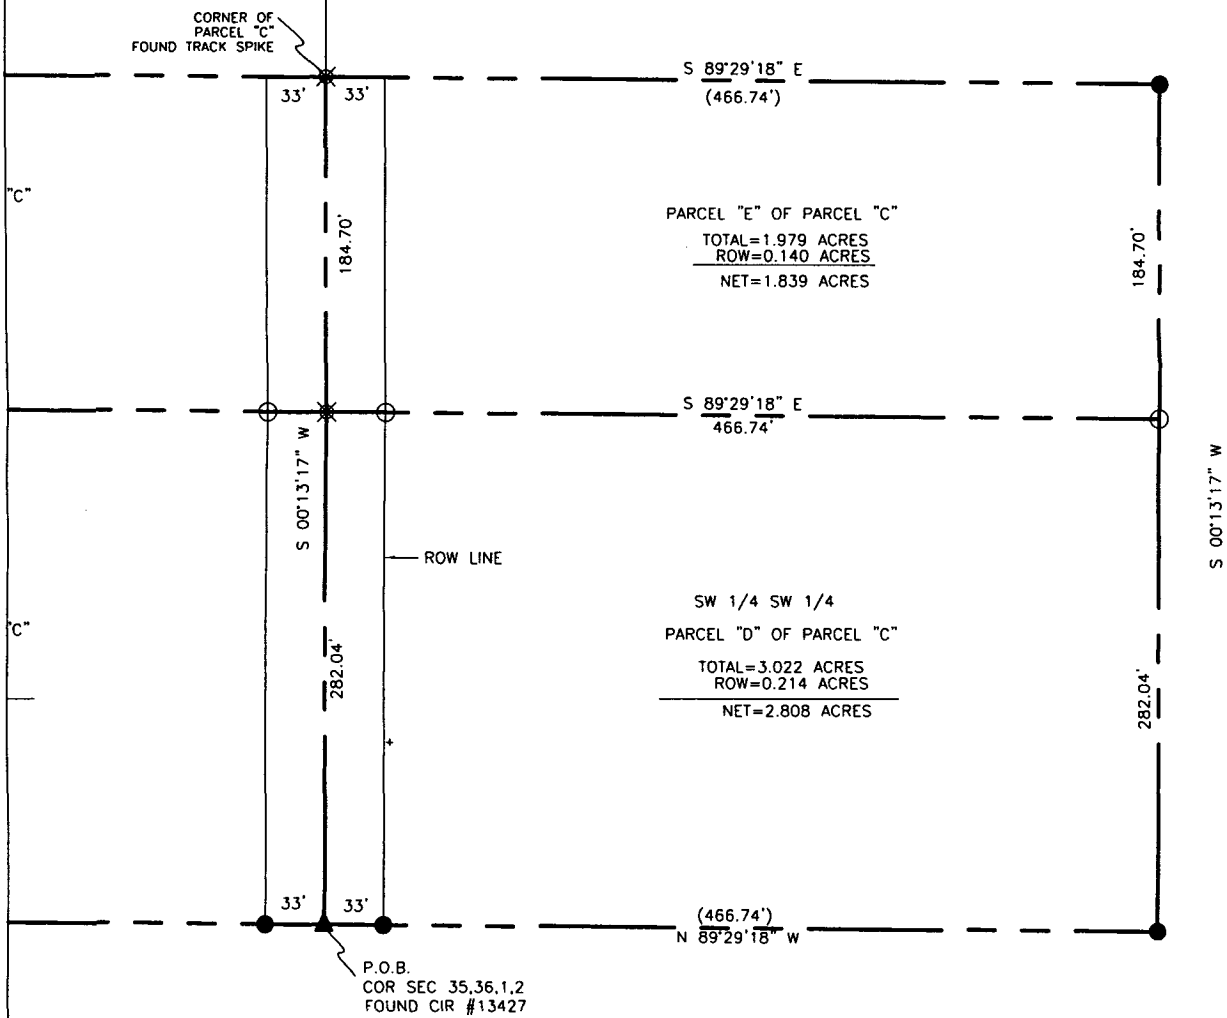 CORNER OF
PARCEL "C"
FOUND TRACK SPIKE
33' 33'
S 89°29'18" E
(466.74')
"C"
184.70'
PARCEL "E" OF PARCEL "C"
TOTAL=1.979 ACRES
ROW=0.140 ACRES
NET=1.839 ACRES
184.70'
S 89°29'18" E
466.74'
S 00°13'17" W
S 00°13'17" W
ROW LINE
"C"
SW 1/4 SW 1/4
PARCEL "D" OF PARCEL "C"
TOTAL=3.022 ACRES
ROW=0.214 ACRES
NET=2.808 ACRES
282.04'
282.04'
33' 33'
(466.74')
N 89°29'18" W
P.O.B.
COR SEC 35,36,1,2
FOUND CIR #13427